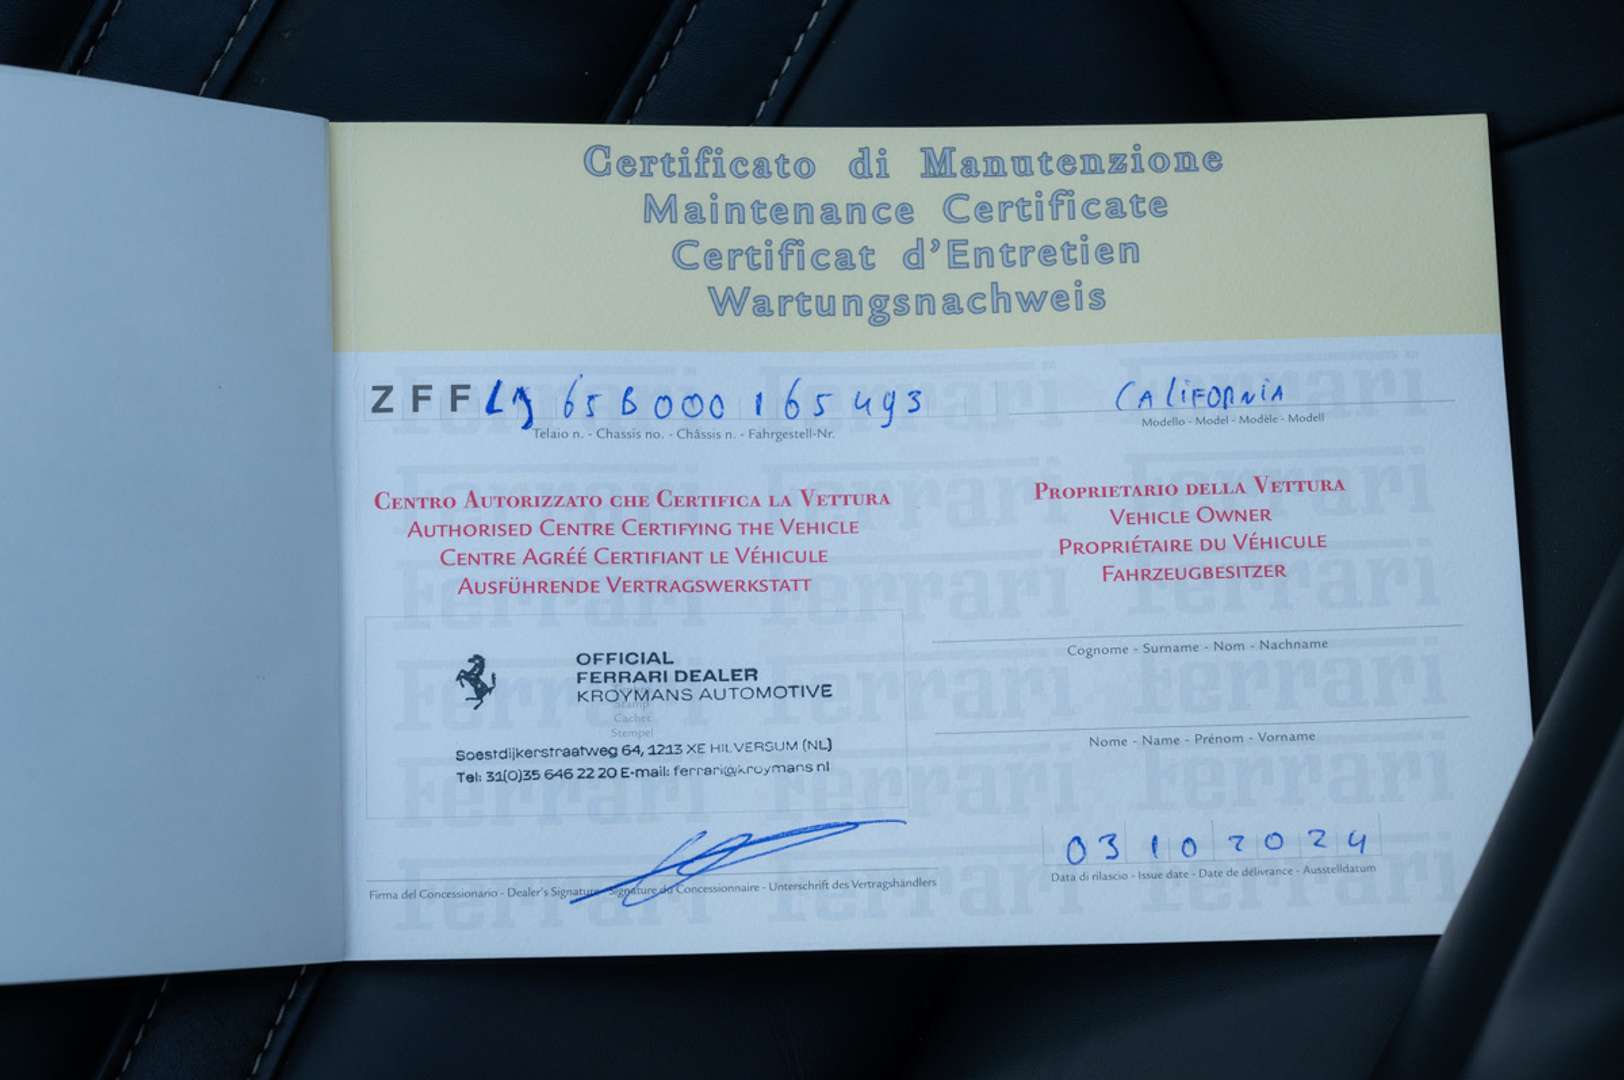 Certificato di Manutenzione
Maintenance Certificate
Certificat d'Entretien
Wartungsnachweis
ZFFLJ65B000165493
CALIFORNIA
Telaio n. - Chassis no. - Châssis n. - Fahrgestell-Nr.
Modello - Model - Modèle - Modell
CENTRO AUTORIZZATO CHE CERTIFICA LA VETTURA
AUTHORISED CENTRE CERTIFYING THE VEHICLE
CENTRE AGRÉÉ CERTIFIANT LE VÉHICULE
AUSFÜHRENDE VERTRAGSWERKSTATT
PROPRIETARIO DELLA VETTURA
VEHICLE OWNER
PROPRIÉTAIRE DU VÉHICULE
FAHRZEUGBESITZER
OFFICIAL
FERRARI DEALER
KROYMANS AUTOMOTIVE
Stamp
Cachet
Stempel
Soestdijkerstraatweg 64, 1213 XE HILVERSUM (NL)
Tel: 31(0)35 646 22 20 E-mail: ferrari@kroymans.nl
Cognome - Surname - Nom - Nachname
Nome - Name - Prénom - Vorname
03 10 2024
Firma del Concessionario - Dealer's Signature - Signature du Concessionnaire - Unterschrift des Vertragshändlers
Data di rilascio - Issue date - Date de délivrance - Ausstelldatum